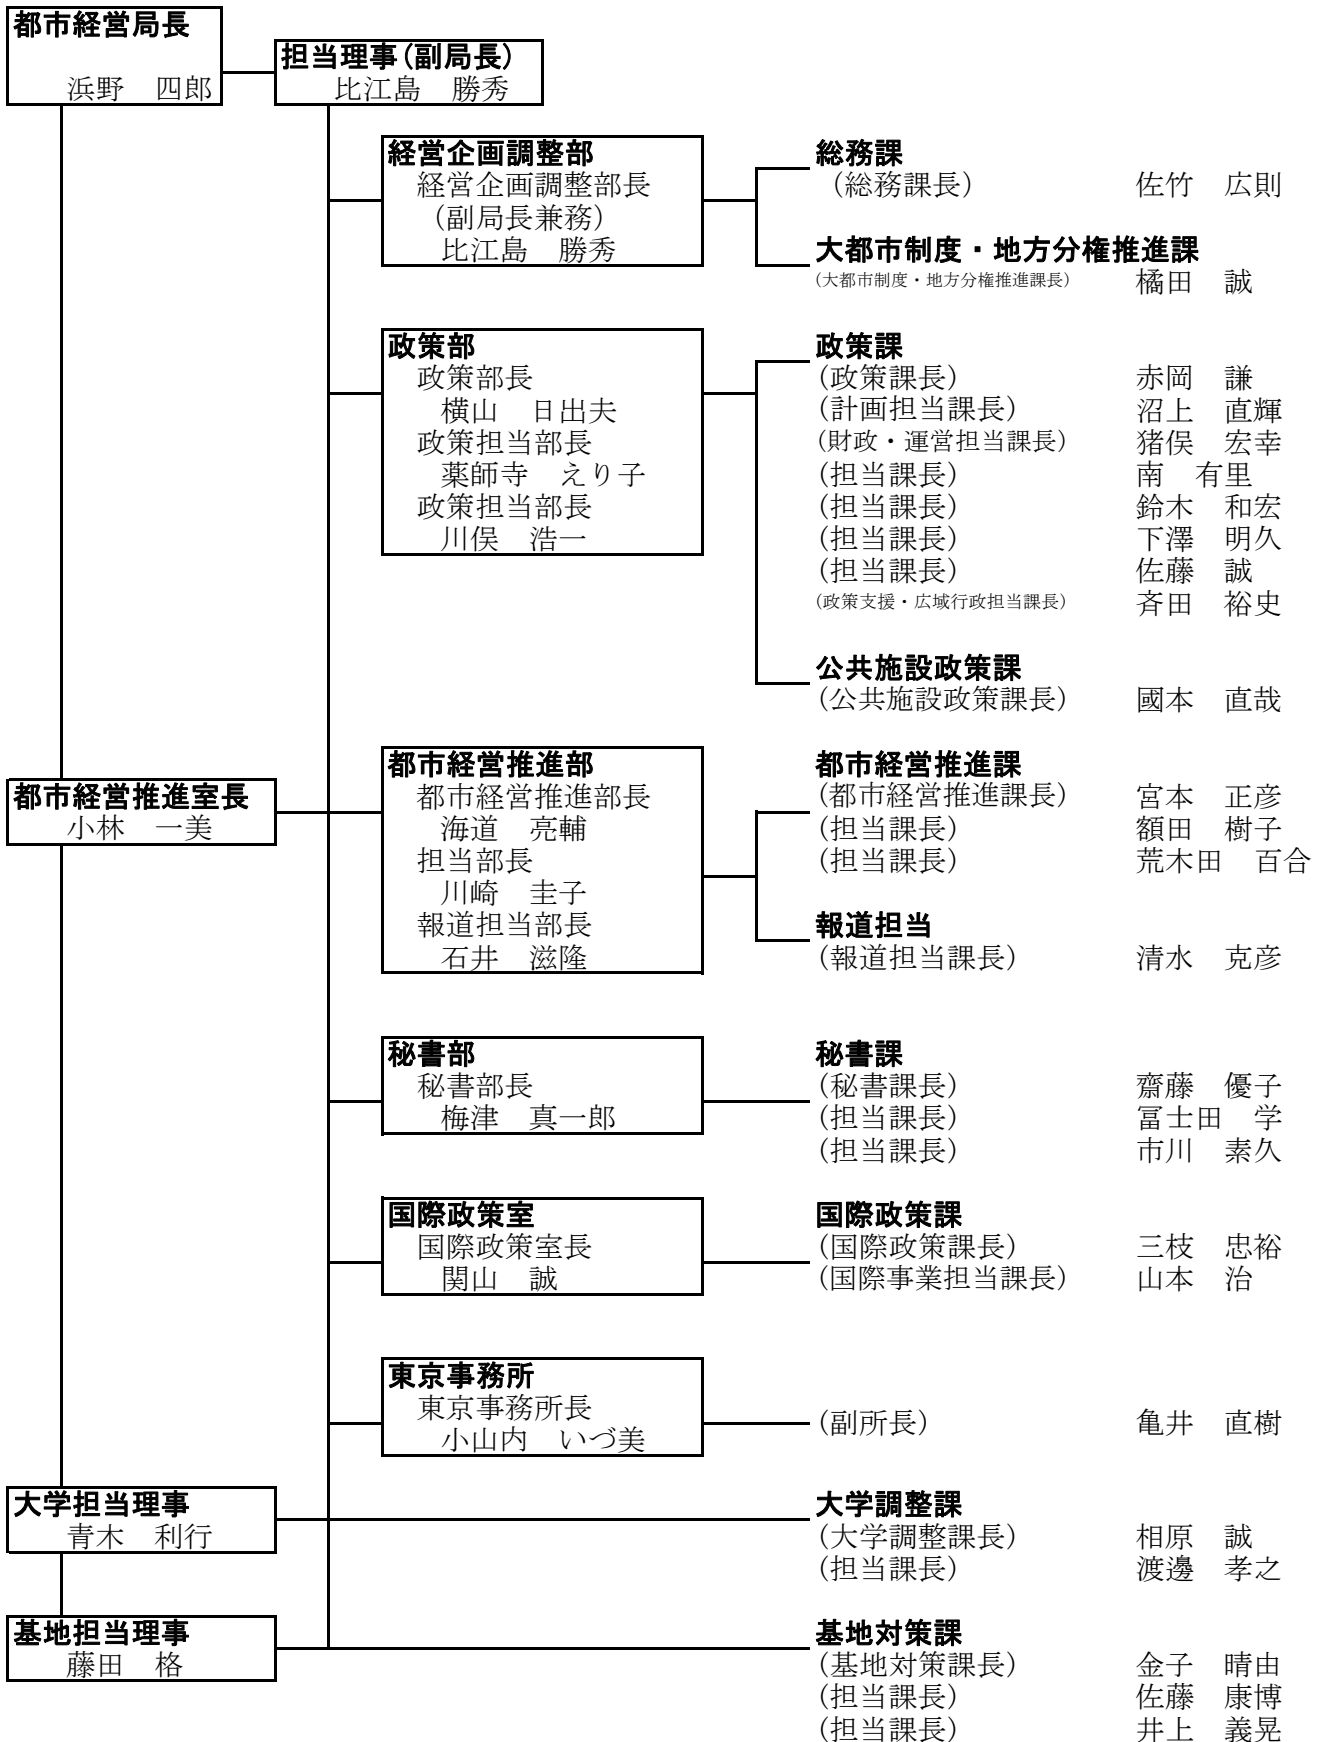 都市経営局長
浜野　四郎
担当理事(副局長)
比江島　勝秀
経営企画調整部
経営企画調整部長
(副局長兼務)
比江島　勝秀
総務課
(総務課長)　佐竹　広則
大都市制度・地方分権推進課
(大都市制度・地方分権推進課長)　橘田　誠
政策部
政策部長
横山　日出夫
政策担当部長
薬師寺　えり子
政策担当部長
川俣　浩一
政策課
(政策課長)　赤岡　謙
(計画担当課長)　沼上　直輝
(財政・運営担当課長)　猪俣　宏幸
(担当課長)　南　有里
(担当課長)　鈴木　和宏
(担当課長)　下澤　明久
(担当課長)　佐藤　誠
(政策支援・広域行政担当課長)　斉田　裕史
公共施設政策課
(公共施設政策課長)　國本　直哉
都市経営推進室長
小林　一美
都市経営推進部
都市経営推進部長
海道　亮輔
担当部長
川崎　圭子
報道担当部長
石井　滋隆
都市経営推進課
(都市経営推進課長)　宮本　正彦
(担当課長)　額田　樹子
(担当課長)　荒木田　百合
報道担当
(報道担当課長)　清水　克彦
秘書部
秘書部長
梅津　真一郎
秘書課
(秘書課長)　齋藤　優子
(担当課長)　冨士田　学
(担当課長)　市川　素久
国際政策室
国際政策室長
関山　誠
国際政策課
(国際政策課長)　三枝　忠裕
(国際事業担当課長)　山本　治
東京事務所
東京事務所長
小山内　いづ美
(副所長)　亀井　直樹
大学担当理事
青木　利行
大学調整課
(大学調整課長)　相原　誠
(担当課長)　渡邊　孝之
基地担当理事
藤田　格
基地対策課
(基地対策課長)　金子　晴由
(担当課長)　佐藤　康博
(担当課長)　井上　義晃